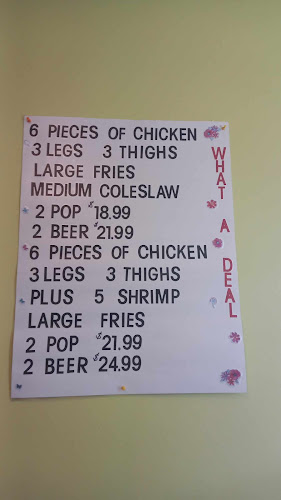 6 PIECES OF CHICKEN
3 LEGS 3 THIGHS
LARGE FRIES
MEDIUM COLESLAW
2 POP $18.99
2 BEER $21.99
6 PIECES OF CHICKEN
3 LEGS 3 THIGHS
PLUS 5 SHRIMP
LARGE FRIES
2 POP $21.99
2 BEER $24.99
WHAT A DEAL